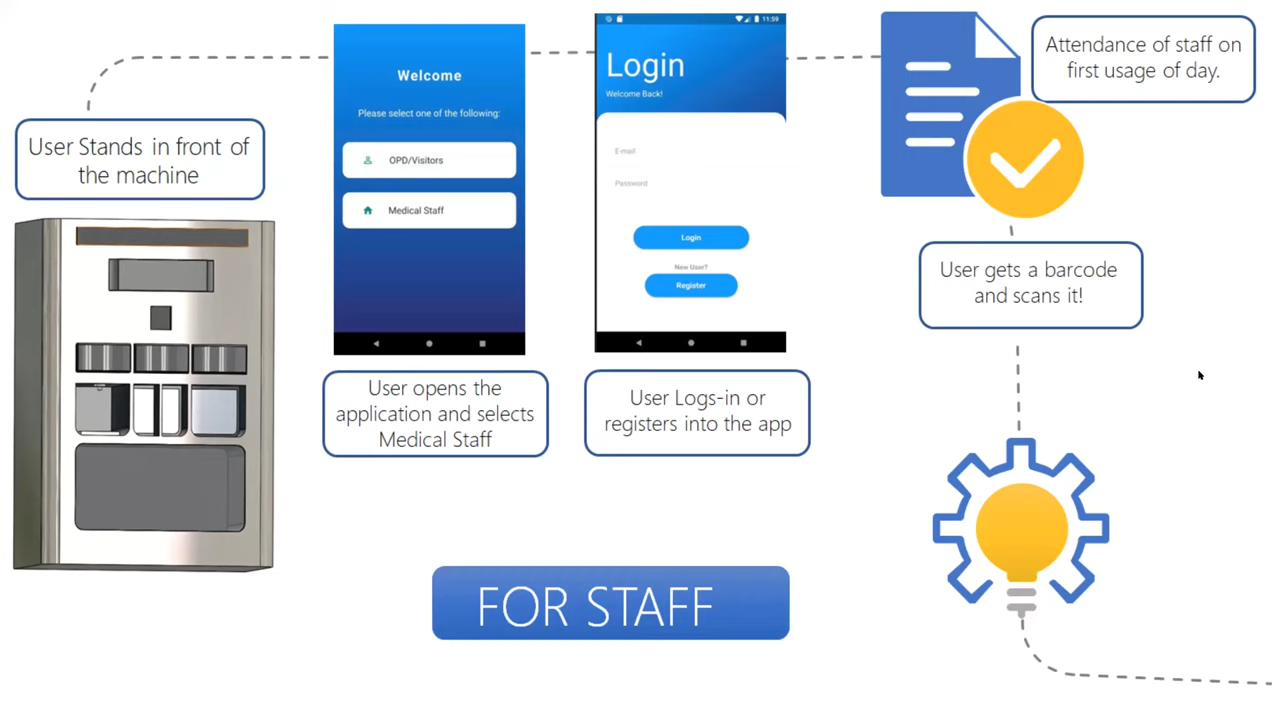 User Stands in front of
the machine
Welcome
Please select one of the following:
OPD/Visitors
Medical Staff
User opens the
application and selects
Medical Staff
11:59
Login
Welcome Back!
E-mail
Password
Login
New User?
Register
User Logs-in or
registers into the app
Attendance of staff on
first usage of day.
User gets a barcode
and scans it!
FOR STAFF